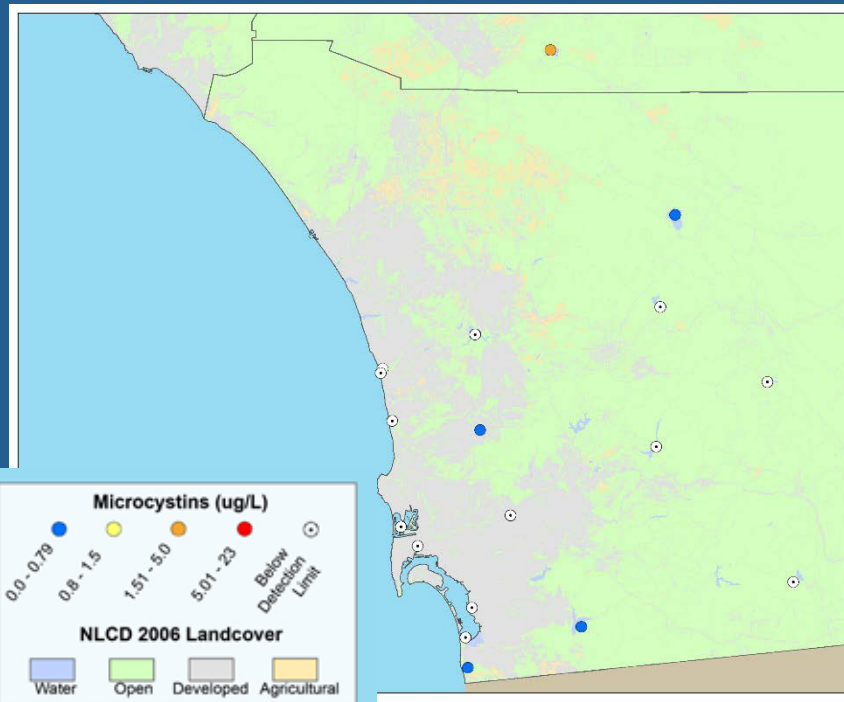 Microcystins (ug/L)
0.0 - 0.79
0.8 - 1.5
1.51 - 5.0
5.01 - 23
Below
Detection
Limit
NLCD 2006 Landcover
Water Open Developed Agricultural